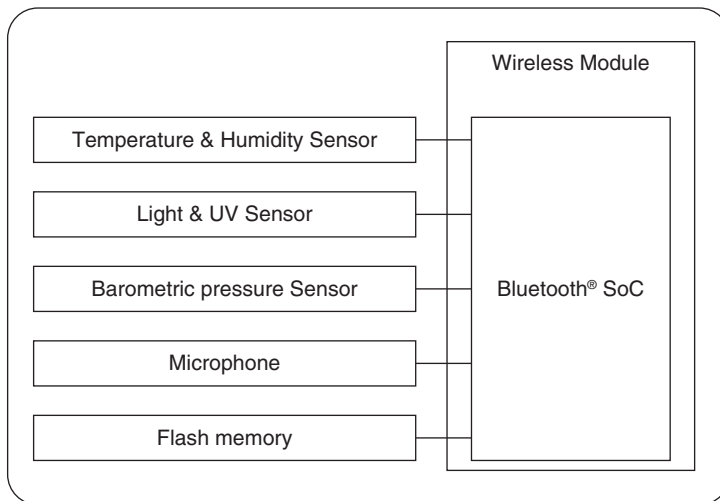 Wireless Module
Temperature & Humidity Sensor
Light & UV Sensor
Barometric pressure Sensor
Bluetooth® SoC
Microphone
Flash memory